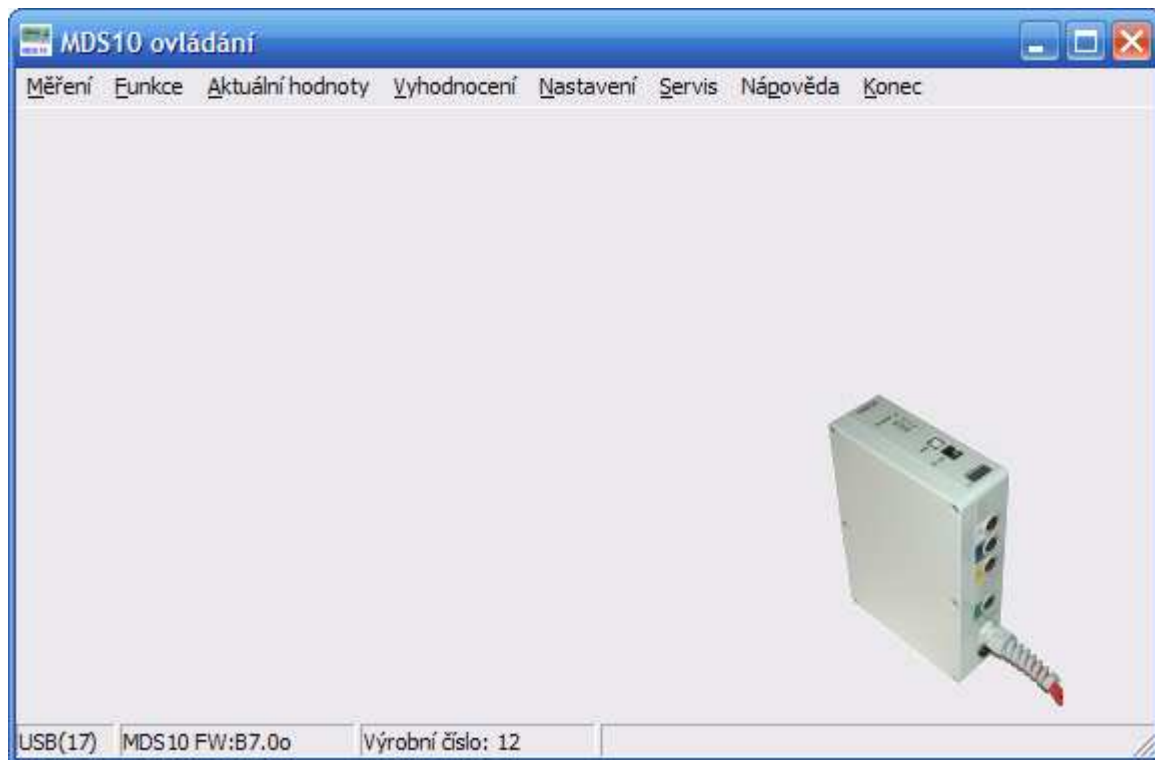 MDS10 ovládání
Měření Funkce Aktuální hodnoty Vyhodnocení Nastavení Servis Nápověda Konec
USB(17) MDS10 FW:B7.0o Výrobní číslo: 12